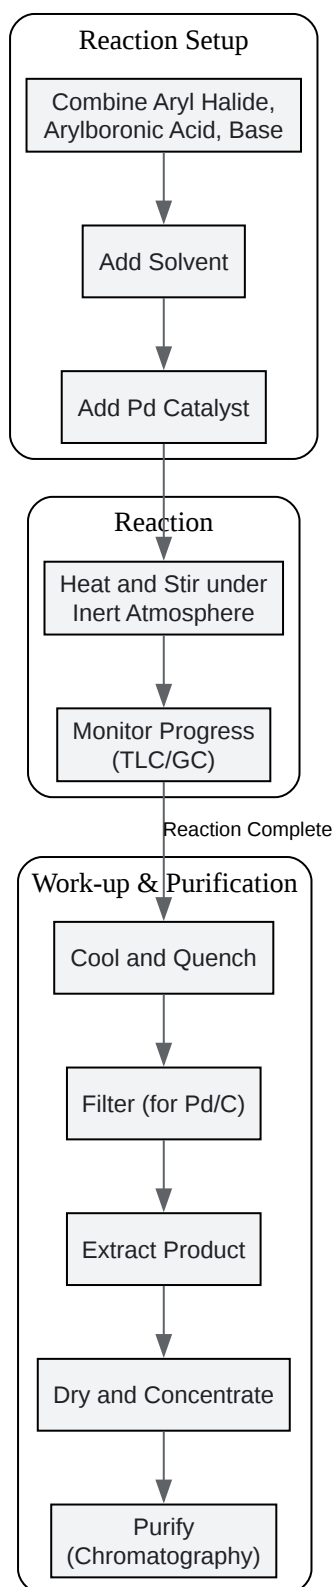 Reaction Setup
Combine Aryl Halide,
Arylboronic Acid, Base
Add Solvent
Add Pd Catalyst
Reaction
Heat and Stir under
Inert Atmosphere
Monitor Progress
(TLC/GC)
Reaction Complete
Work-up & Purification
Cool and Quench
Filter (for Pd/C)
Extract Product
Dry and Concentrate
Purify
(Chromatography)